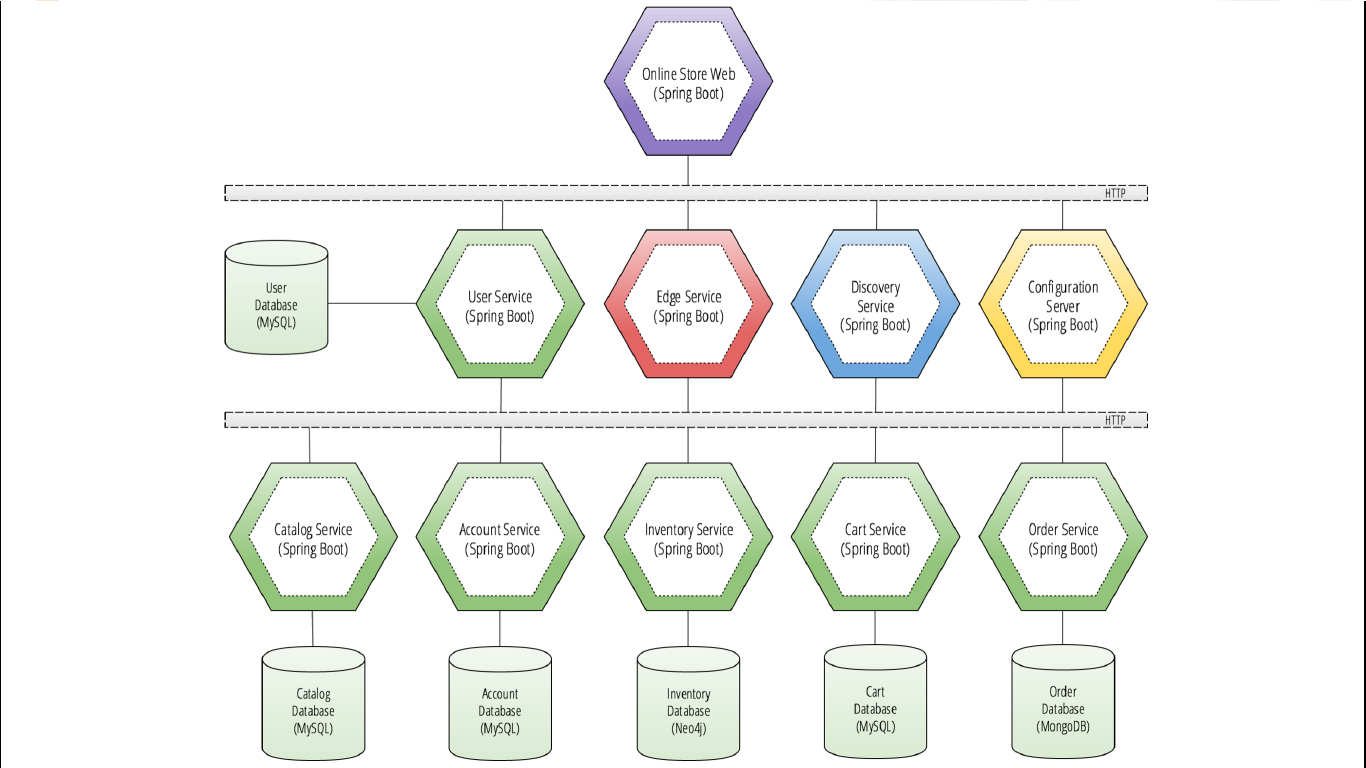 Online Store Web
(Spring Boot)
HTTP
User
Database
(MySQL)
User Service
(Spring Boot)
Edge Service
(Spring Boot)
Discovery
Service
(Spring Boot)
Configuration
Server
(Spring Boot)
HTTP
Catalog Service
(Spring Boot)
Account Service
(Spring Boot)
Inventory Service
(Spring Boot)
Cart Service
(Spring Boot)
Order Service
(Spring Boot)
Catalog
Database
(MySQL)
Account
Database
(MySQL)
Inventory
Database
(Neo4j)
Cart
Database
(MySQL)
Order
Database
(MongoDB)